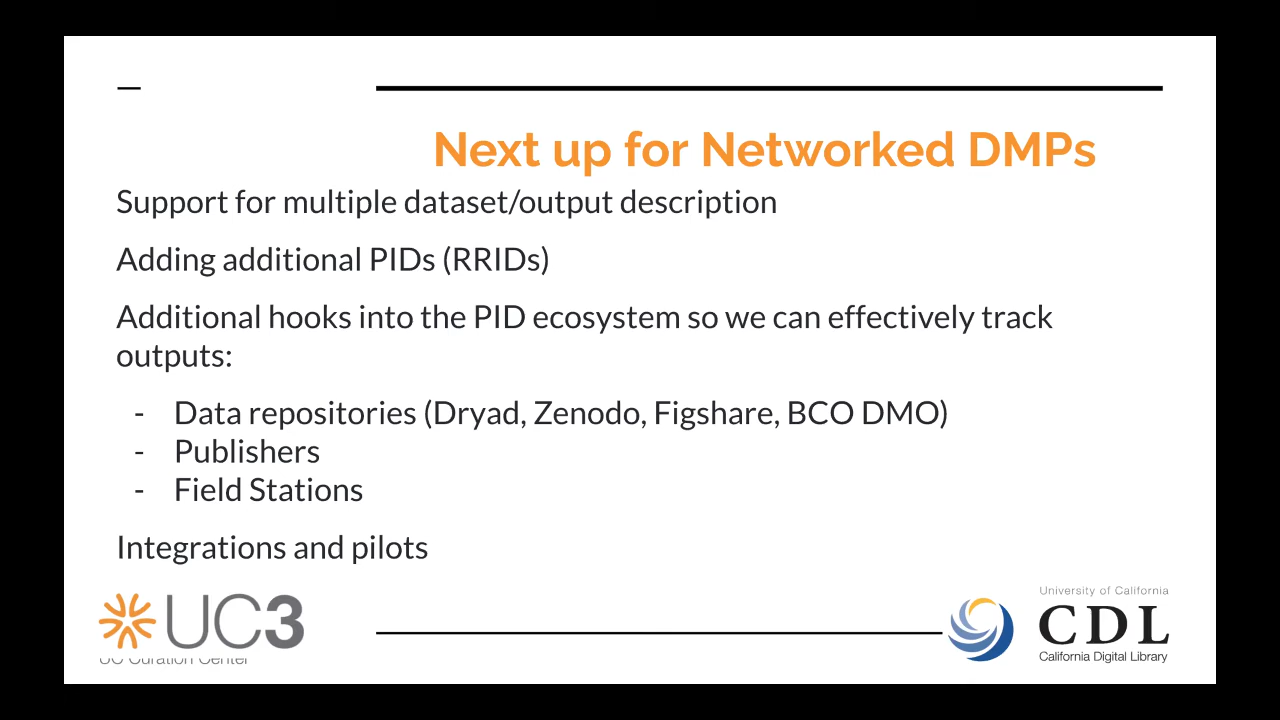 Next up for Networked DMPs
Support for multiple dataset/output description
Adding additional PIDs (RRIDs)
Additional hooks into the PID ecosystem so we can effectively track
outputs:
- Data repositories (Dryad, Zenodo, Figshare, BCO DMO)
- Publishers
- Field Stations
Integrations and pilots
UC3
UC Curation Center
University of California
CDL
California Digital Library